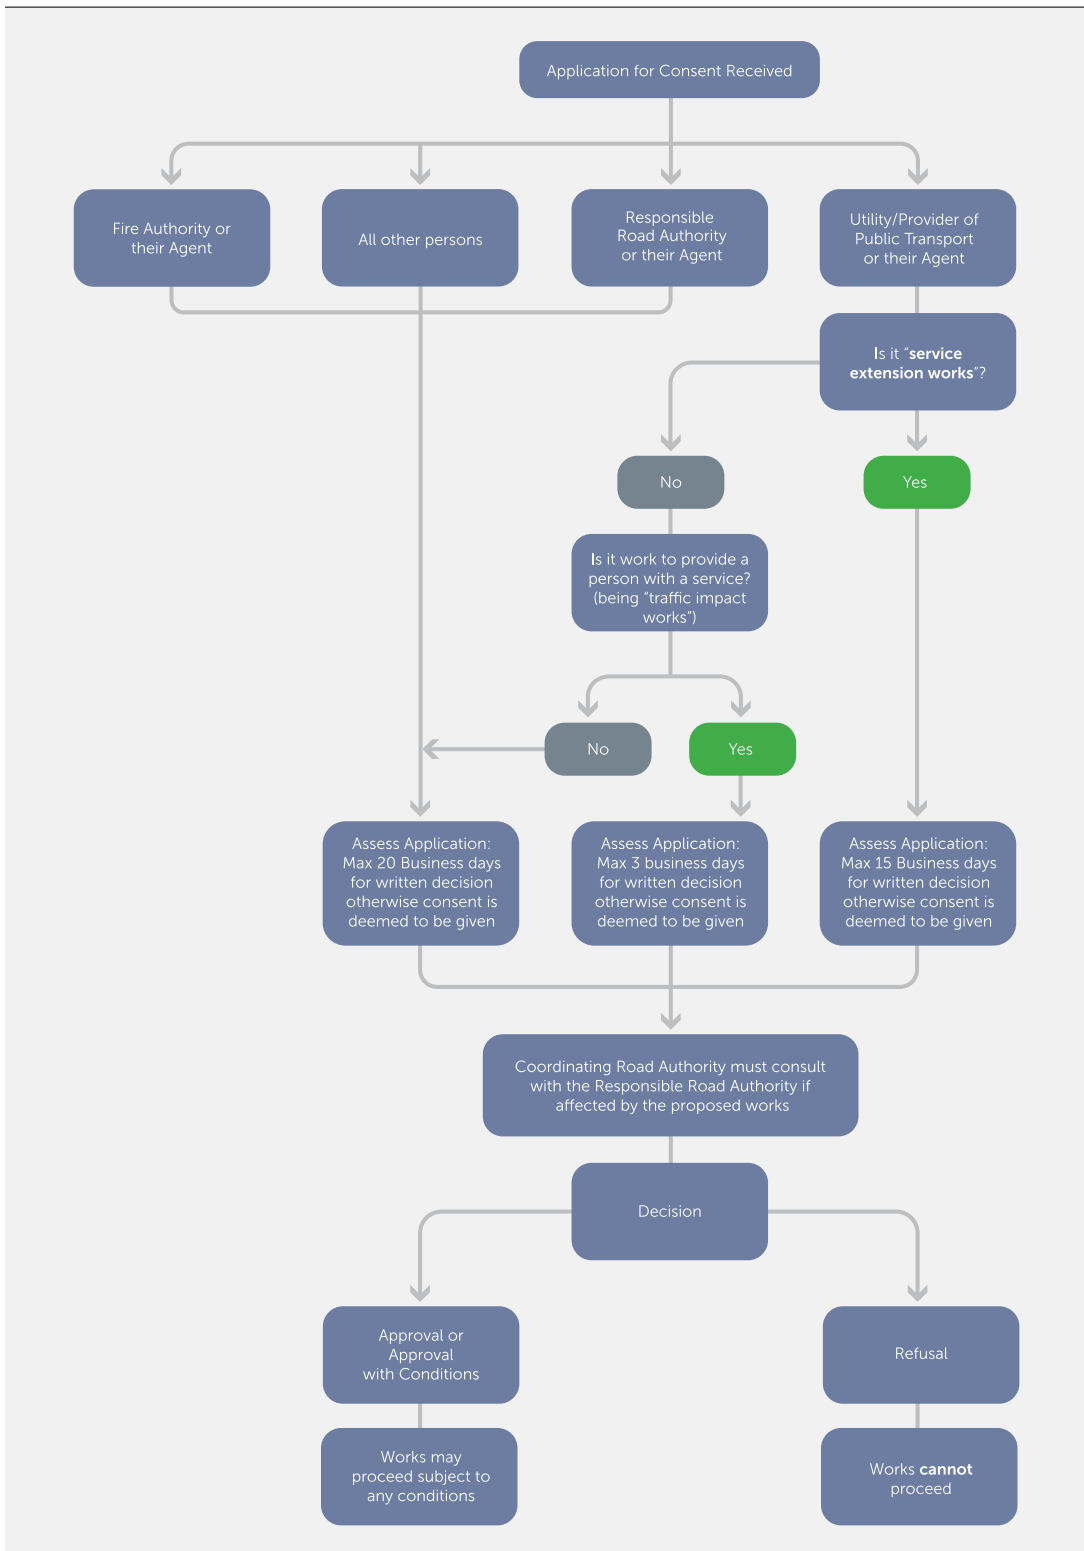 Application for Consent Received
Fire Authority or
their Agent
All other persons
Responsible
Road Authority
or their Agent
Utility/Provider of
Public Transport
or their Agent
Is it “service
extension works”?
No
Yes
Is it work to provide a
person with a service?
(being “traffic impact
works”)
No
Yes
Assess Application:
Max 20 Business days
for written decision
otherwise consent is
deemed to be given
Assess Application:
Max 3 business days
for written decision
otherwise consent is
deemed to be given
Assess Application:
Max 15 Business days
for written decision
otherwise consent is
deemed to be given
Coordinating Road Authority must consult
with the Responsible Road Authority if
affected by the proposed works
Decision
Approval or
Approval
with Conditions
Refusal
Works may
proceed subject to
any conditions
Works cannot
proceed